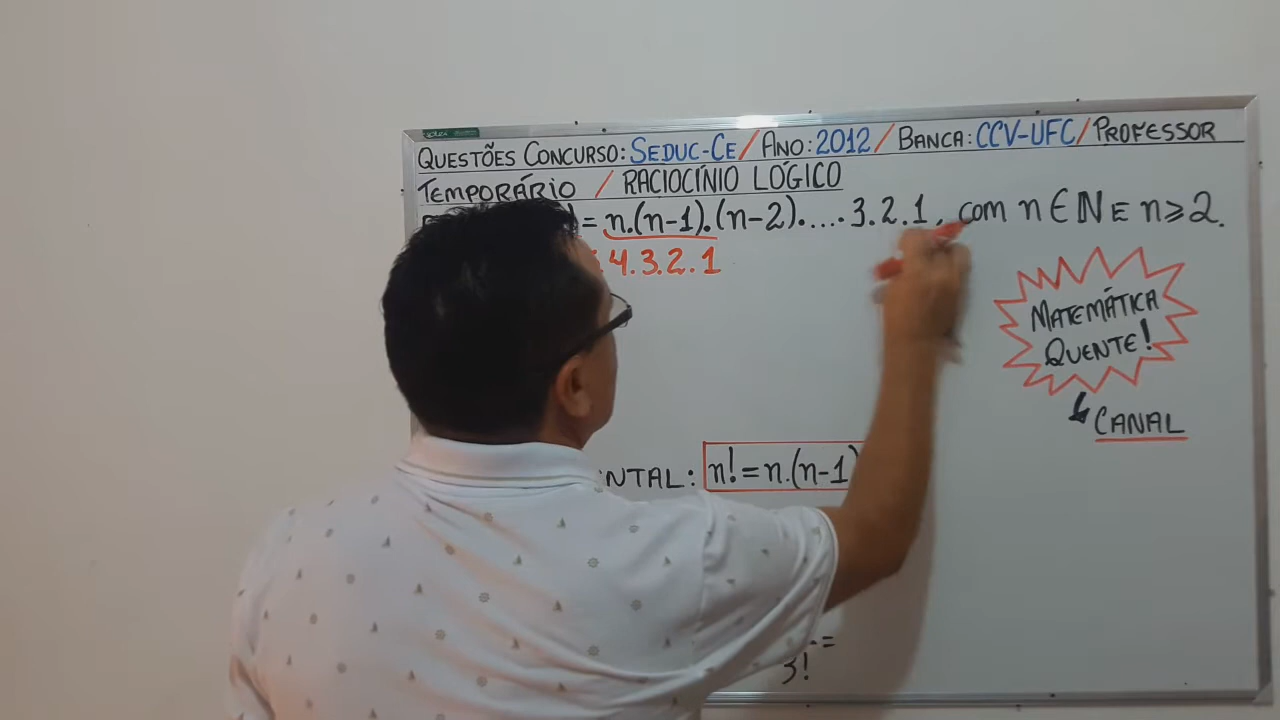 QUESTÕES CONCURSO: SEDUC-CE / ANO: 2012 / BANCA: CCV-UFC / PROFESSOR
TEMPORÁRIO / RACIOCÍNIO LÓGICO
= n.(n-1).(n-2).....3.2.1, com n ∈ ℕ E n ⩾ 2.
.4.3.2.1
MATEMÁTICA
QUENTE!
CANAL
NTAL: n! = n.(n-1)
=
3!